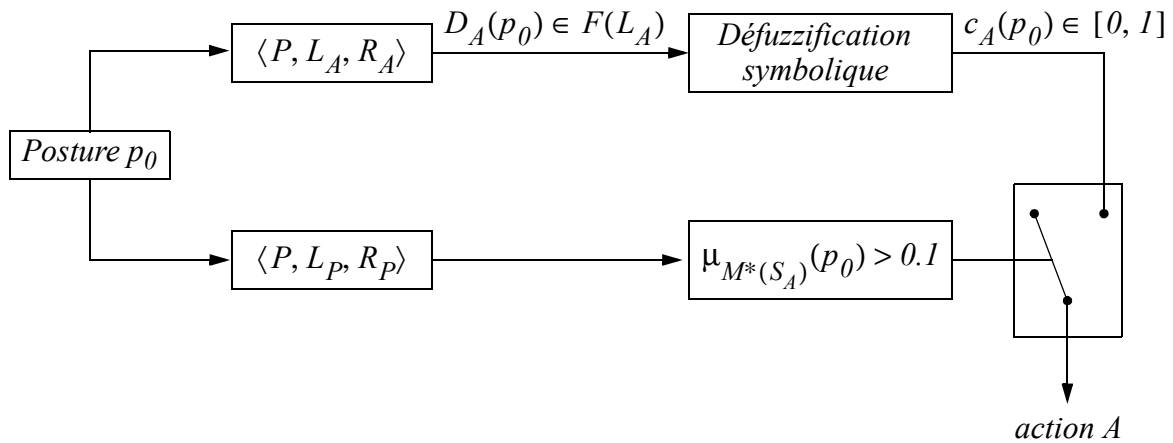 ⟨P, L_A, R_A⟩
D_A(p_0) ∈ F(L_A)
Défuzzification
symbolique
c_A(p_0) ∈ [0, 1]
Posture p_0
⟨P, L_P, R_P⟩
μ_{M*(S_A)}(p_0) > 0.1
action A